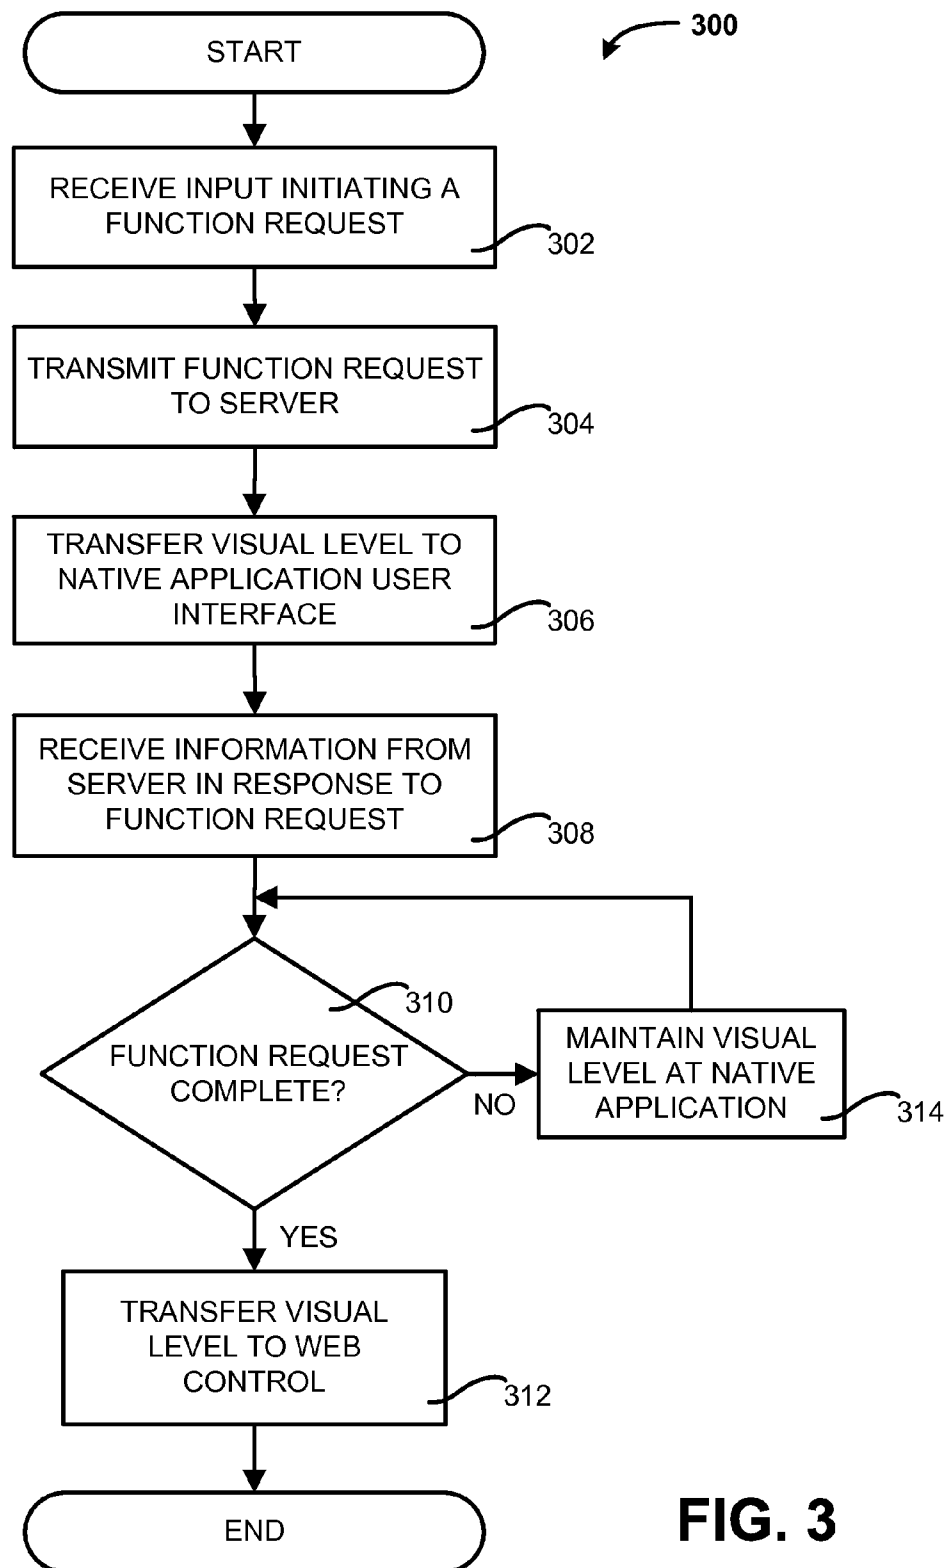 START
300
RECEIVE INPUT INITIATING A
FUNCTION REQUEST
302
TRANSMIT FUNCTION REQUEST
TO SERVER
304
TRANSFER VISUAL LEVEL TO
NATIVE APPLICATION USER
INTERFACE
306
RECEIVE INFORMATION FROM
SERVER IN RESPONSE TO
FUNCTION REQUEST
308
310
FUNCTION REQUEST
COMPLETE?
NO
MAINTAIN VISUAL
LEVEL AT NATIVE
APPLICATION
314
YES
TRANSFER VISUAL
LEVEL TO WEB
CONTROL
312
END
FIG. 3